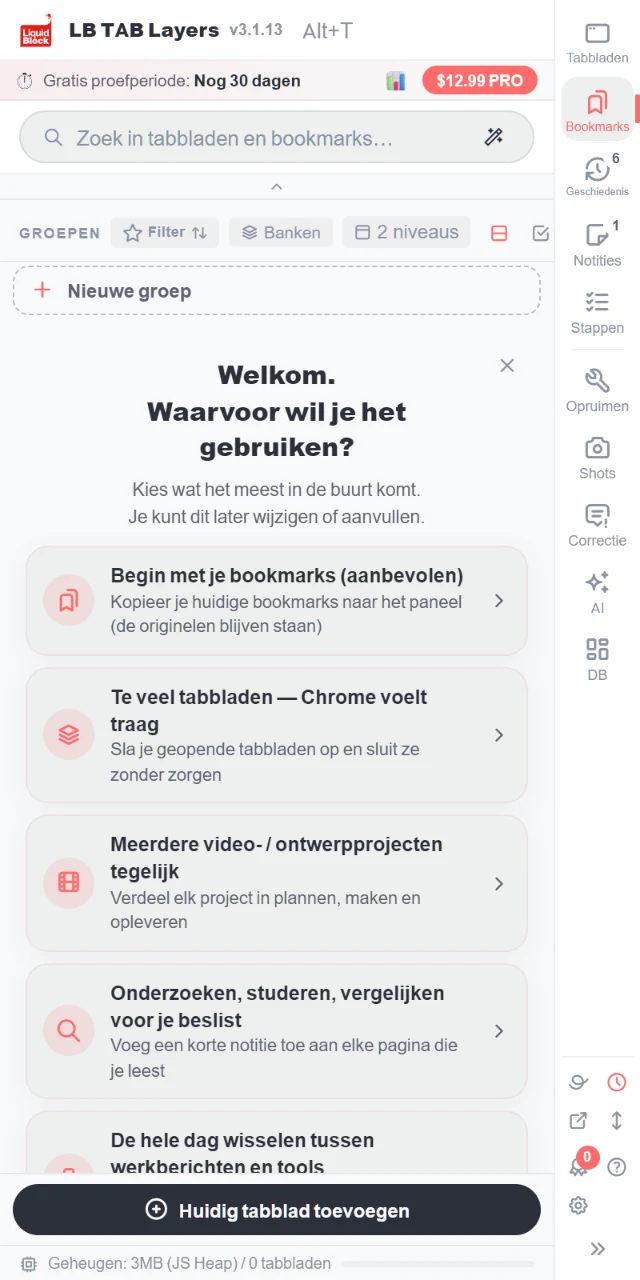 Liquid
Block
LB TAB Layers v3.1.13 Alt+T
Gratis proefperiode: Nog 30 dagen
$12.99 PRO
Zoek in tabbladen en bookmarks…
GROEPEN
Filter
Banken
2 niveaus
Nieuwe groep
Welkom.
Waarvoor wil je het
gebruiken?
Kies wat het meest in de buurt komt.
Je kunt dit later wijzigen of aanvullen.
Begin met je bookmarks (aanbevolen)
Kopieer je huidige bookmarks naar het paneel
(de originelen blijven staan)
Te veel tabbladen — Chrome voelt
traag
Sla je geopende tabbladen op en sluit ze
zonder zorgen
Meerdere video- / ontwerpprojecten
tegelijk
Verdeel elk project in plannen, maken en
opleveren
Onderzoeken, studeren, vergelijken
voor je beslist
Voeg een korte notitie toe aan elke pagina die
je leest
De hele dag wisselen tussen
werkberichten en tools
Huidig tabblad toevoegen
Geheugen: 3MB (JS Heap) / 0 tabbladen
Tabbladen
Bookmarks
6
Geschiedenis
1
Notities
Stappen
Opruimen
Shots
Correctie
AI
DB
0